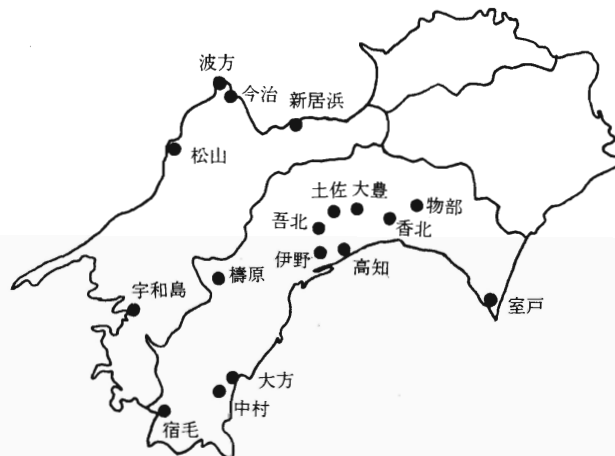 波方
今治
新居浜
松山
土佐
大豊
物部
香北
吾北
伊野
高知
檮原
宇和島
室戸
大方
中村
宿毛